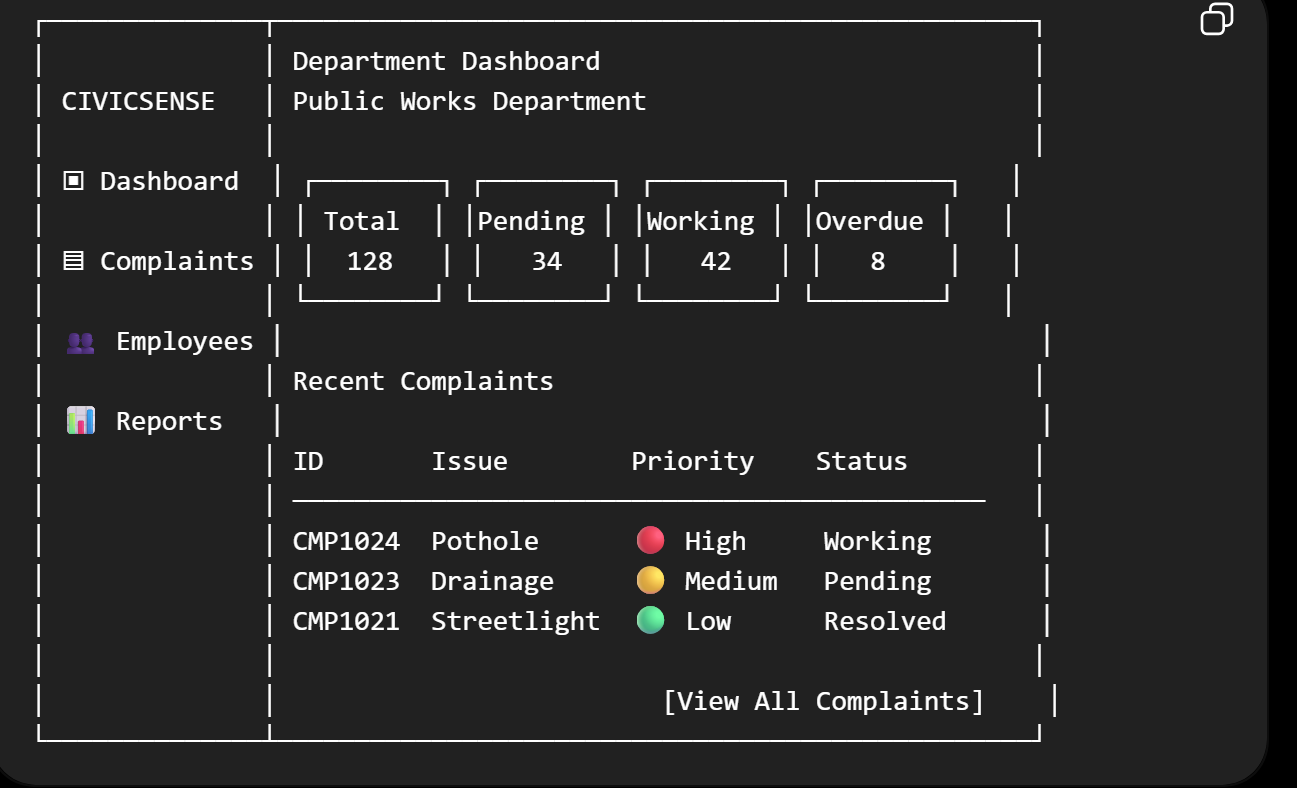 Department Dashboard
CIVICSENSE Public Works Department
Dashboard
Total Pending Working Overdue
Complaints 128 34 42 8
Employees
Recent Complaints
Reports
ID Issue Priority Status
CMP1024 Pothole High Working
CMP1023 Drainage Medium Pending
CMP1021 Streetlight Low Resolved
[View All Complaints]